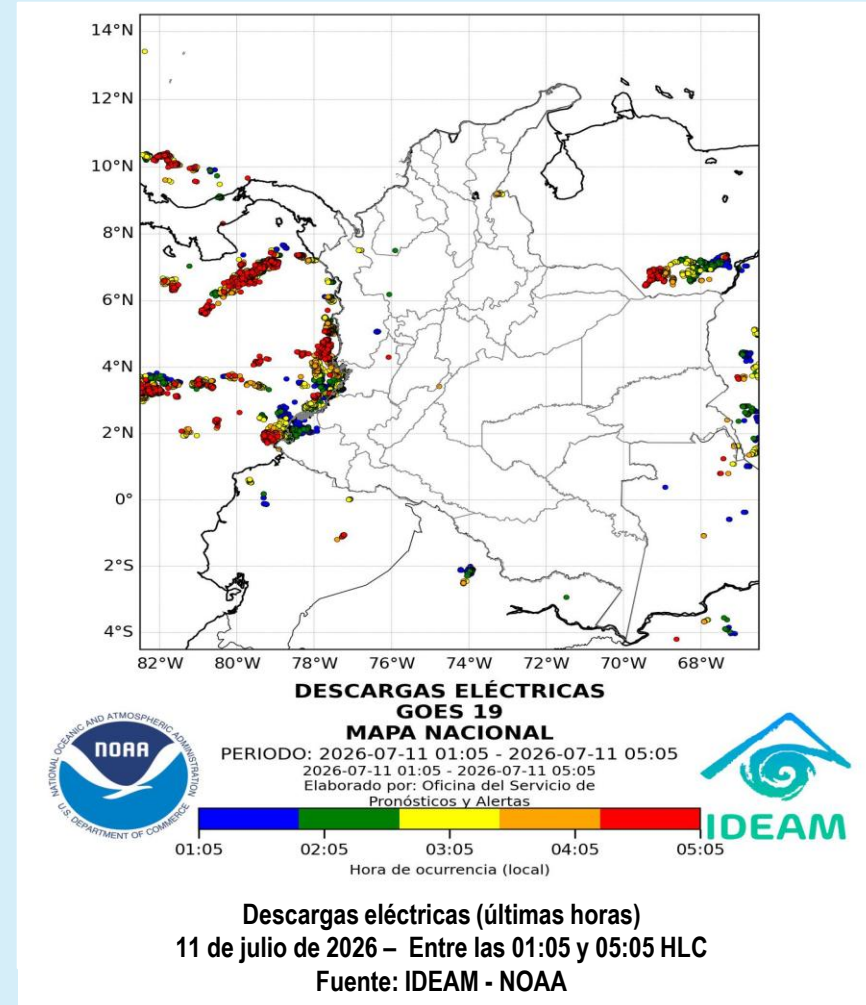 14°N
12°N
10°N
8°N
6°N
4°N
2°N
0°
2°S
4°S
82°W 80°W 78°W 76°W 74°W 72°W 70°W 68°W
DESCARGAS ELÉCTRICAS
GOES 19
MAPA NACIONAL
PERIODO: 2026-07-11 01:05 - 2026-07-11 05:05
2026-07-11 01:05 - 2026-07-11 05:05
Elaborado por: Oficina del Servicio de
Pronósticos y Alertas
NATIONAL OCEANIC AND ATMOSPHERIC ADMINISTRATION
NOAA
U.S. DEPARTMENT OF COMMERCE
IDEAM
01:05 02:05 03:05 04:05 05:05
Hora de ocurrencia (local)
Descargas eléctricas (últimas horas)
11 de julio de 2026 – Entre las 01:05 y 05:05 HLC
Fuente: IDEAM - NOAA